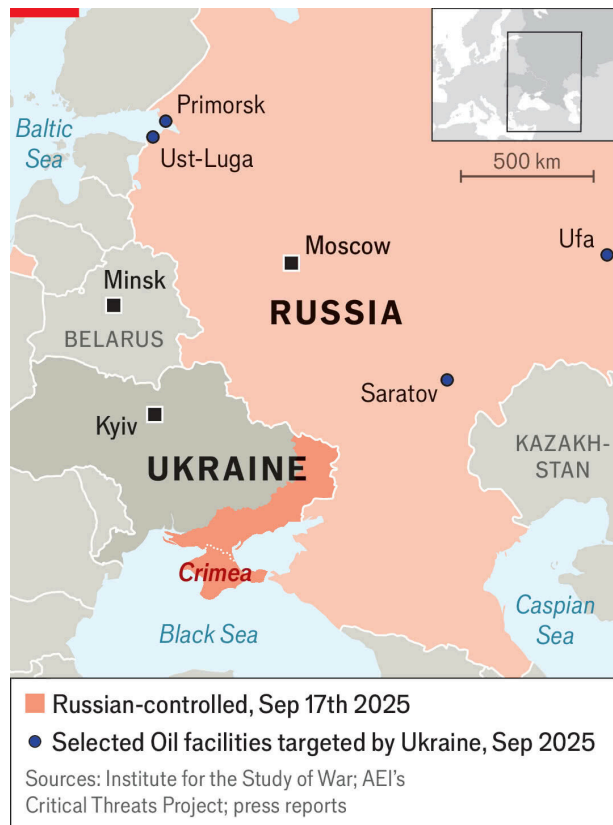 Primorsk
Baltic
Sea
Ust-Luga
500 km
Moscow
Ufa
Minsk
RUSSIA
BELARUS
Saratov
Kyiv
KAZAKH-
STAN
UKRAINE
Crimea
Black Sea
Caspian
Sea
Russian-controlled, Sep 17th 2025
Selected Oil facilities targeted by Ukraine, Sep 2025
Sources: Institute for the Study of War; AEI's
Critical Threats Project; press reports